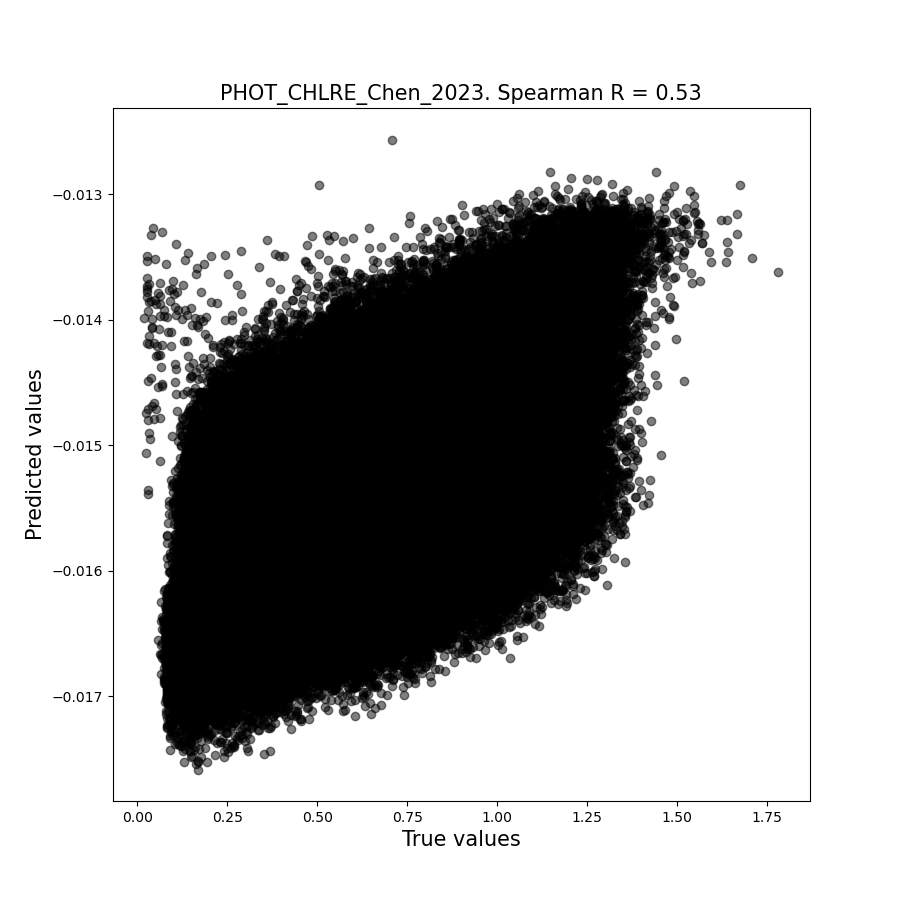 PHOT_CHLRE_Chen_2023. Spearman R = 0.53
Predicted values
−0.013
−0.014
−0.015
−0.016
−0.017
0.00 0.25 0.50 0.75 1.00 1.25 1.50 1.75
True values